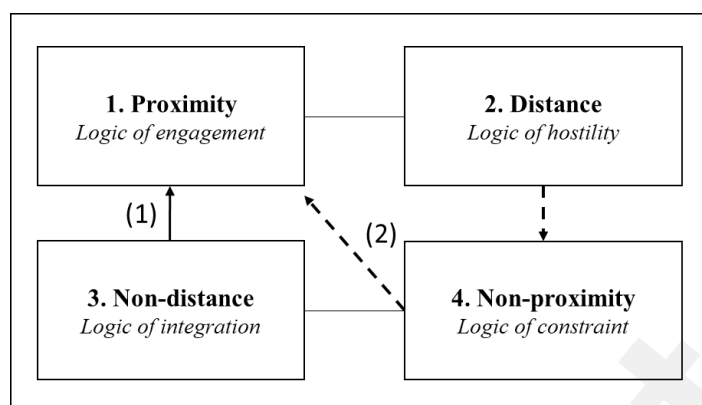 1. Proximity
Logic of engagement
2. Distance
Logic of hostility
(1)
(2)
3. Non-distance
Logic of integration
4. Non-proximity
Logic of constraint